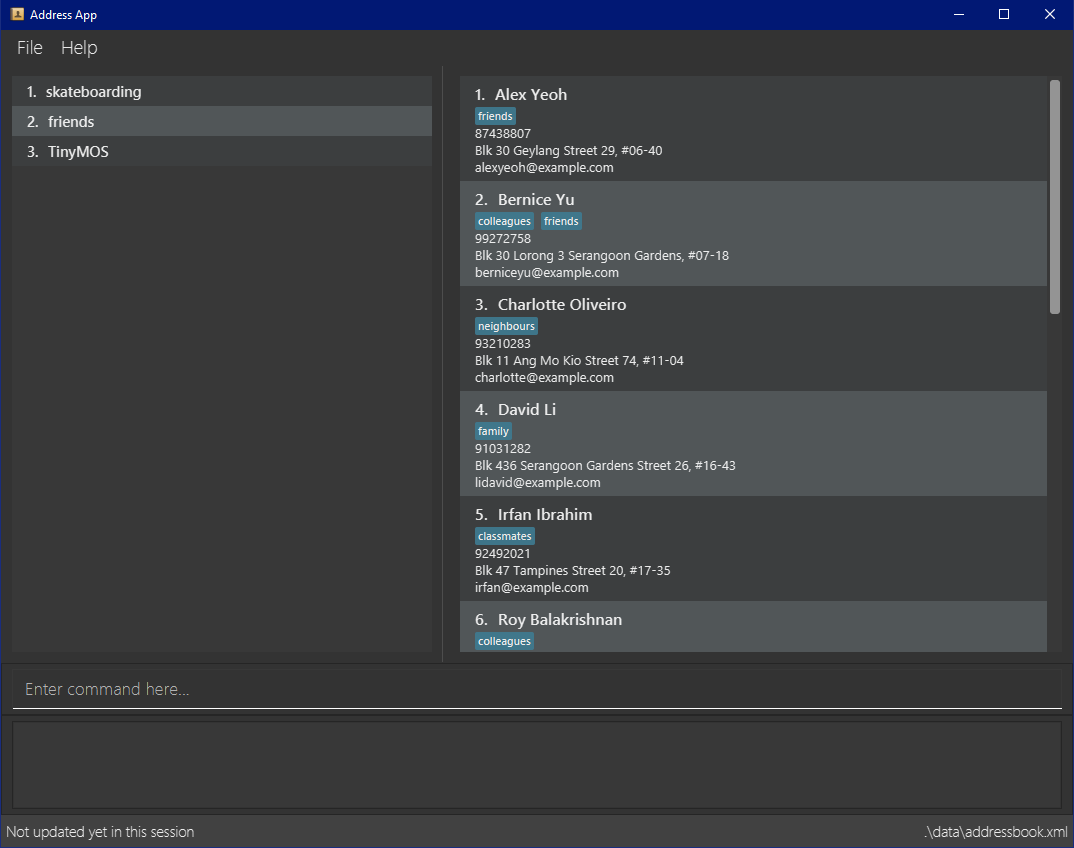 Address App
File Help
1. skateboarding
2. friends
3. TinyMOS
1. Alex Yeoh
friends
87438807
Blk 30 Geylang Street 29, #06-40
alexyeoh@example.com
2. Bernice Yu
colleagues friends
99272758
Blk 30 Lorong 3 Serangoon Gardens, #07-18
berniceyu@example.com
3. Charlotte Oliveiro
neighbours
93210283
Blk 11 Ang Mo Kio Street 74, #11-04
charlotte@example.com
4. David Li
family
91031282
Blk 436 Serangoon Gardens Street 26, #16-43
lidavid@example.com
5. Irfan Ibrahim
classmates
92492021
Blk 47 Tampines Street 20, #17-35
irfan@example.com
6. Roy Balakrishnan
colleagues
Enter command here...
Not updated yet in this session
.\data\addressbook.xml